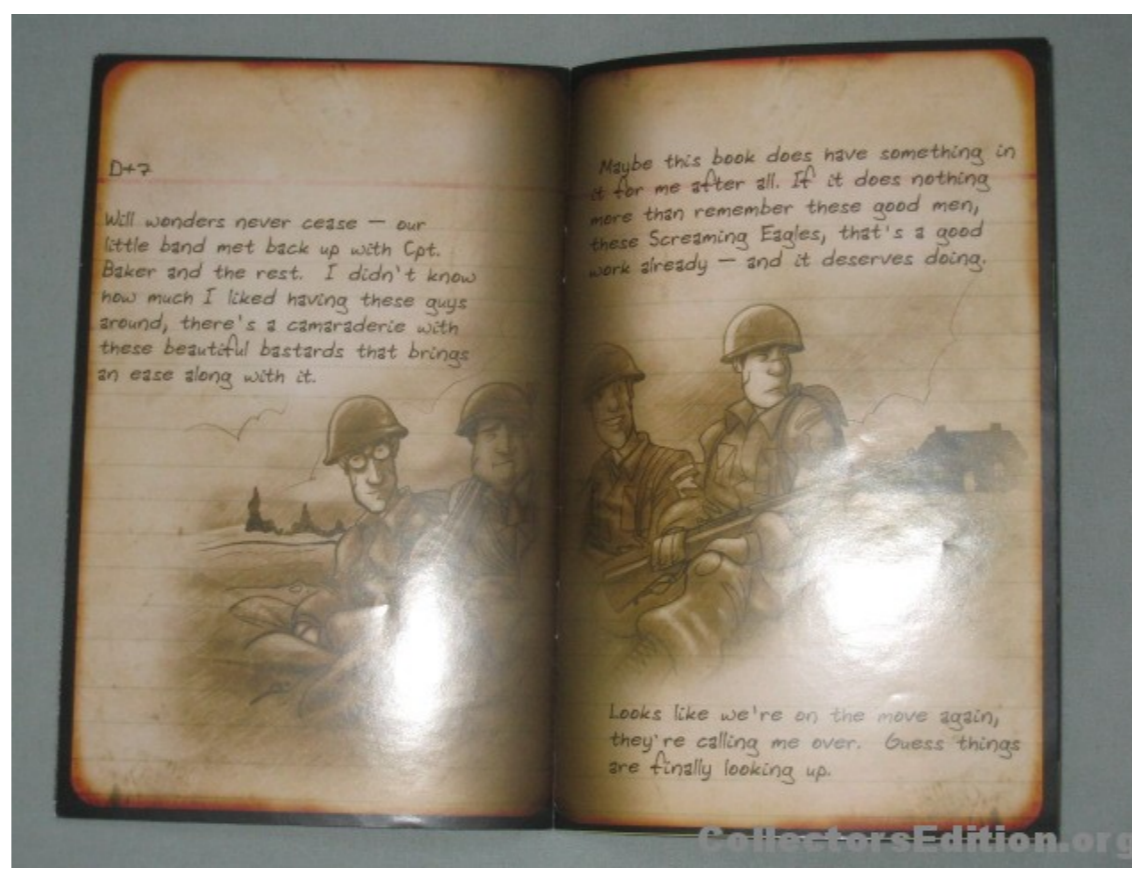 D+7
Will wonders never cease — our
little band met back up with Cpt.
Baker and the rest. I didn't know
how much I liked having these guys
around, there's a camaraderie with
these beautiful bastards that brings
an ease along with it.
Maybe this book does have something in
it for me after all. If it does nothing
more than remember these good men,
these Screaming Eagles, that's a good
work already — and it deserves doing.
Looks like we're on the move again,
they're calling me over. Guess things
are finally looking up.
CollectorsEdition.org